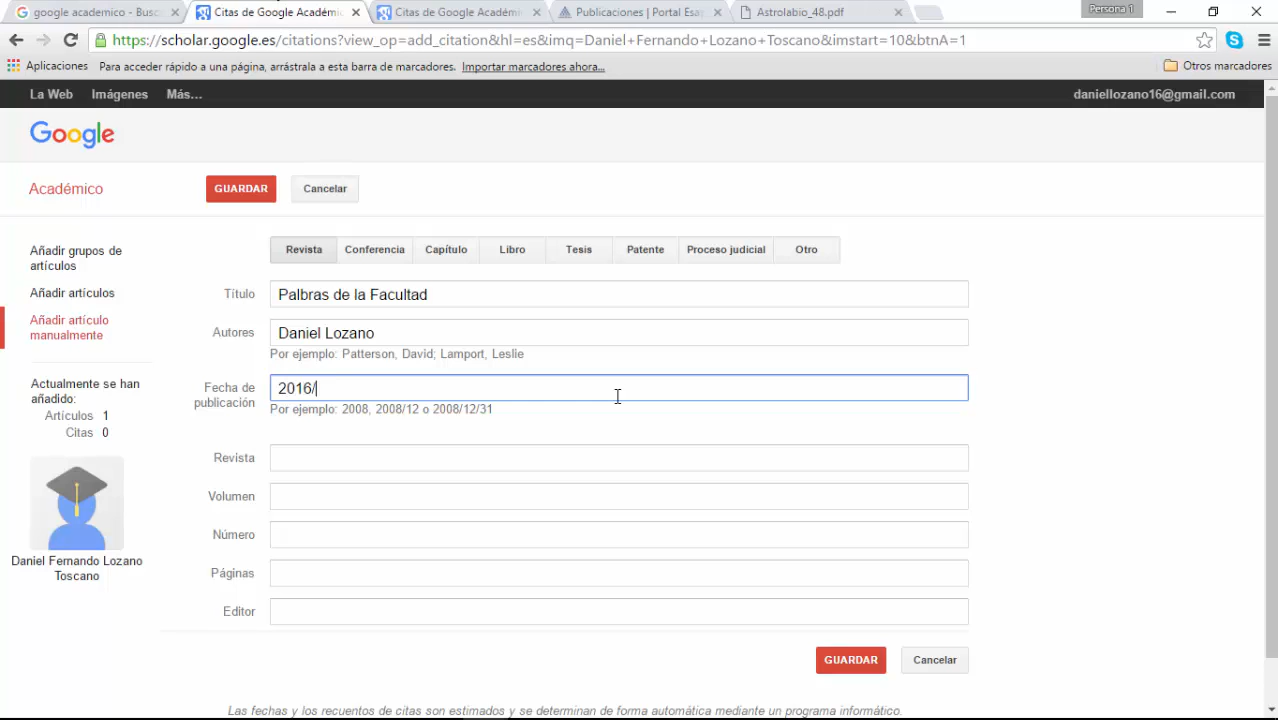 google academico - Busc
Citas de Google Académic
Citas de Google Académi
Publicaciones | Portal Esap
Astrolabio_48.pdf
Persona 1
https://scholar.google.es/citations?view_op=add_citation&hl=es&imq=Daniel+Fernando+Lozano+Toscano&imstart=10&btnA=1
Aplicaciones
Para acceder rápido a una página, arrástrala a esta barra de marcadores. Importar marcadores ahora...
Otros marcadores
La Web Imágenes Más...
daniellozano16@gmail.com
Google
Académico
GUARDAR
Cancelar
Añadir grupos de
artículos
Añadir artículos
Añadir artículo
manualmente
Actualmente se han
añadido:
Artículos 1
Citas 0
Daniel Fernando Lozano
Toscano
Revista Conferencia Capítulo Libro Tesis Patente Proceso judicial Otro
Título Palbras de la Facultad
Autores Daniel Lozano
Por ejemplo: Patterson, David; Lamport, Leslie
Fecha de
publicación
2016/
Por ejemplo: 2008, 2008/12 o 2008/12/31
Revista
Volumen
Número
Páginas
Editor
GUARDAR
Cancelar
Las fechas y los recuentos de citas son estimados y se determinan de forma automática mediante un programa informático.